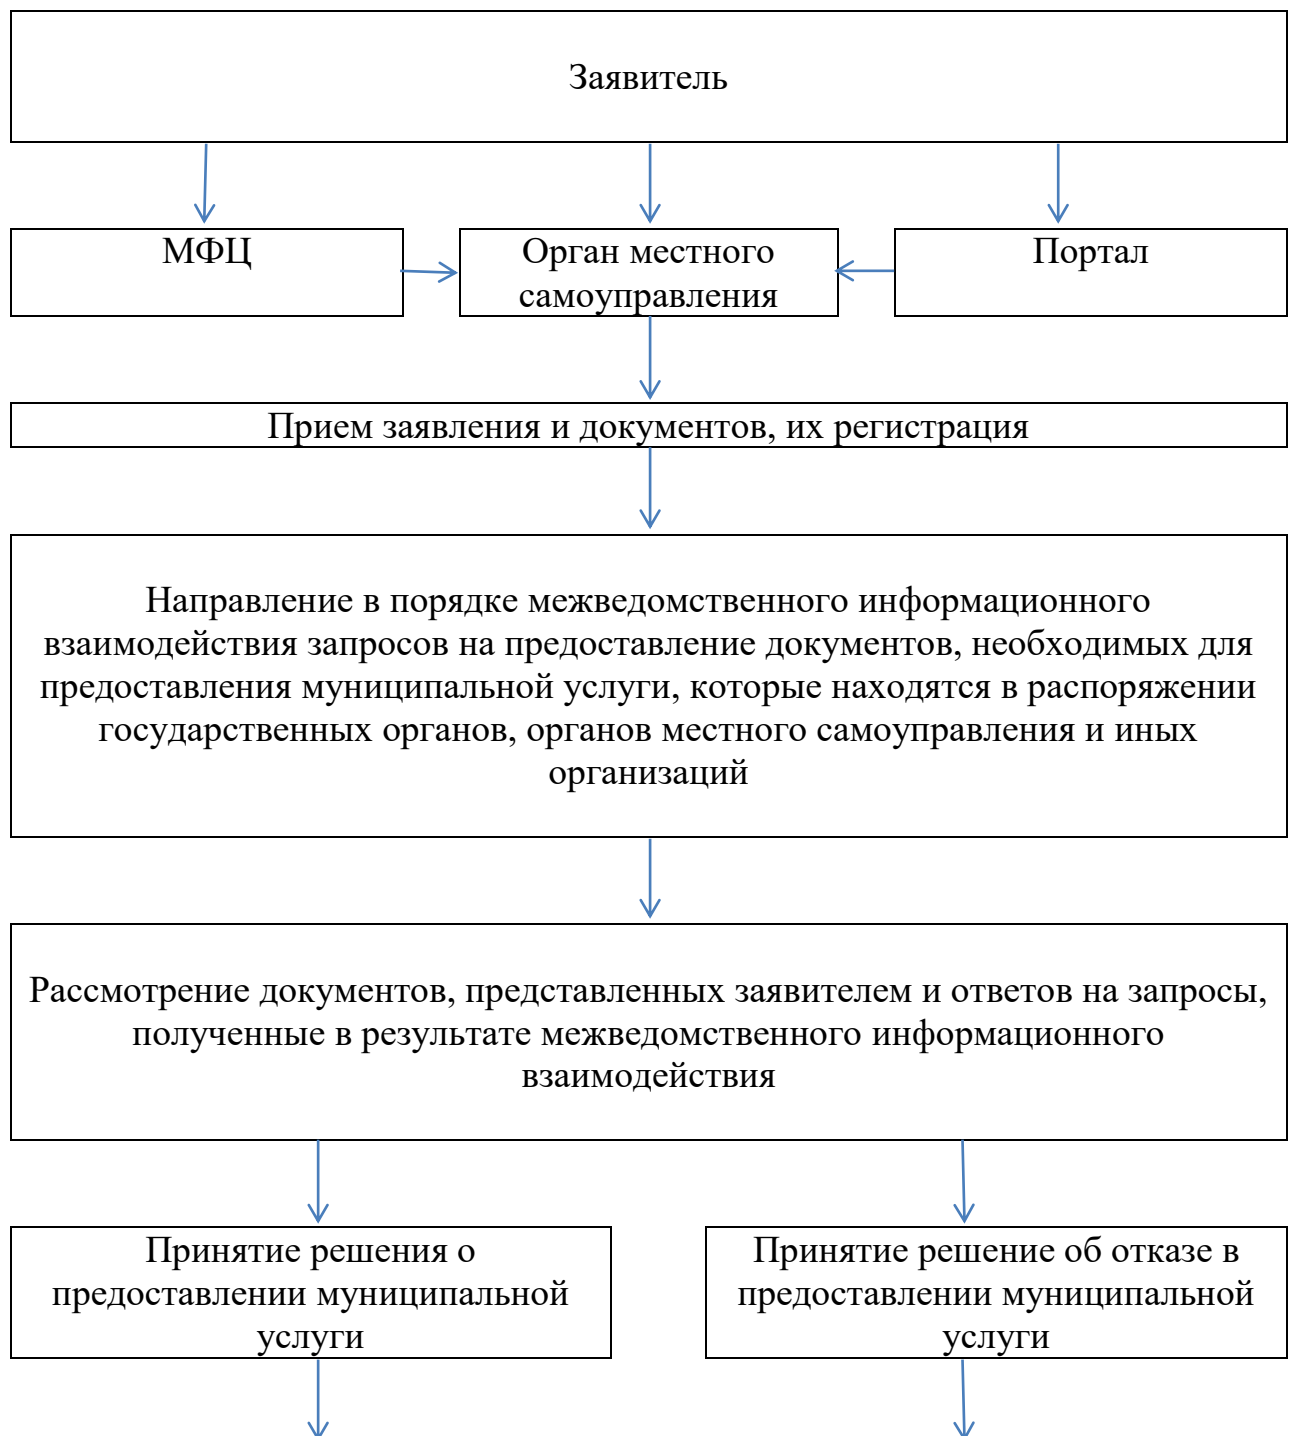 Заявитель
МФЦ
Орган местного
самоуправления
Портал
Прием заявления и документов, их регистрация
Направление в порядке межведомственного информационного
взаимодействия запросов на предоставление документов, необходимых для
предоставления муниципальной услуги, которые находятся в распоряжении
государственных органов, органов местного самоуправления и иных
организаций
Рассмотрение документов, представленных заявителем и ответов на запросы,
полученные в результате межведомственного информационного
взаимодействия
Принятие решения о
предоставлении муниципальной
услуги
Принятие решение об отказе в
предоставлении муниципальной
услуги